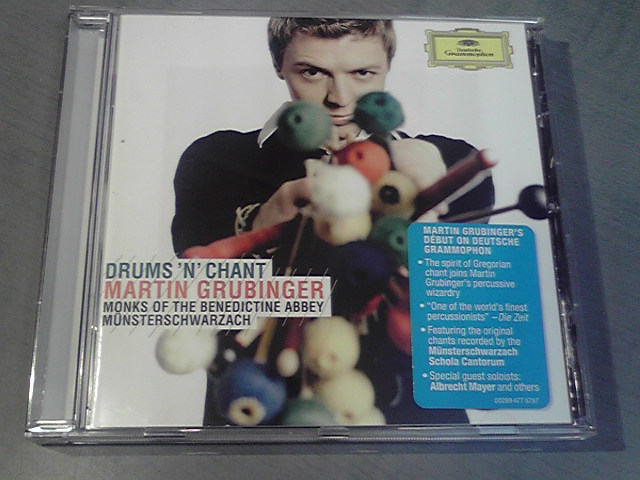 Deutsche
Grammophon
DRUMS 'N' CHANT
MARTIN GRUBINGER
MONKS OF THE BENEDICTINE ABBEY
MÜNSTERSCHWARZACH
MARTIN GRUBINGER'S
DÉBUT ON DEUTSCHE
GRAMMOPHON
• The spirit of Gregorian
chant joins Martin
Grubinger's percussive
wizardry
• "One of the world's finest
percussionists" – Die Zeit
• Featuring the original
chants recorded by the
Münsterschwarzach
Schola Cantorum
• Special guest soloists:
Albrecht Mayer and others